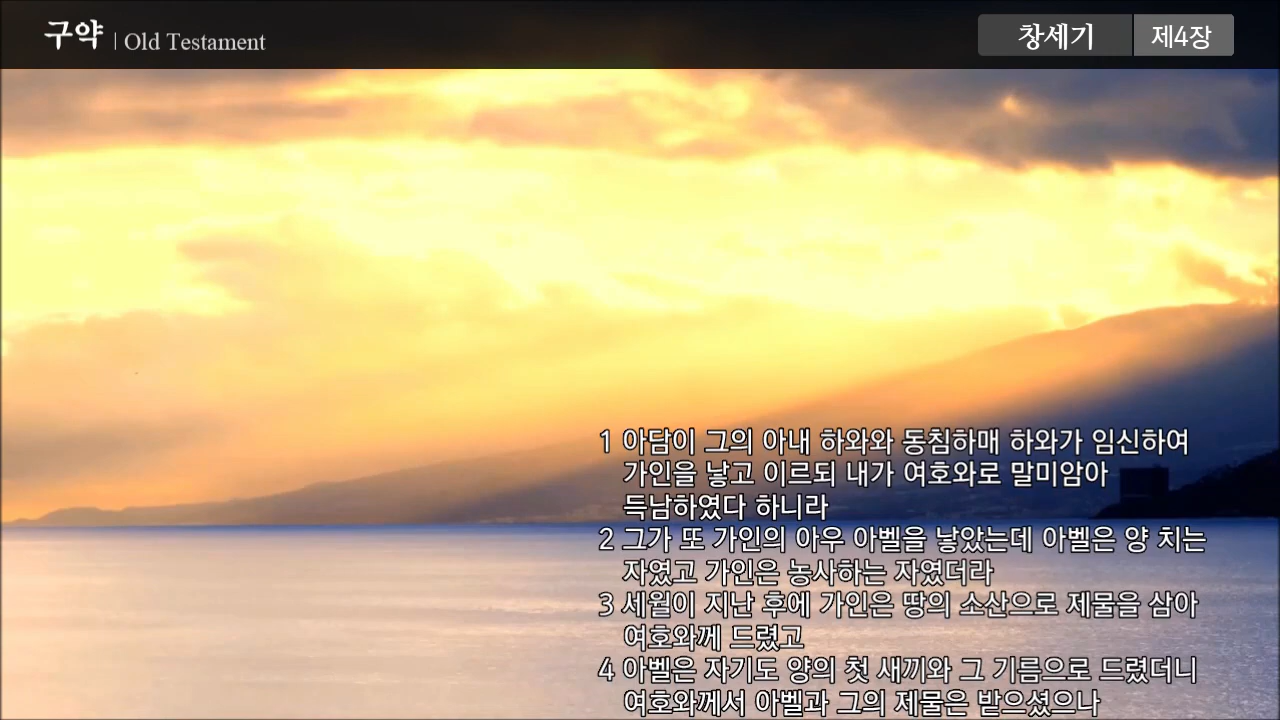 구약 | Old Testament
창세기 제4장
1 아담이 그의 아내 하와와 동침하매 하와가 임신하여
가인을 낳고 이르되 내가 여호와로 말미암아
득남하였다 하니라
2 그가 또 가인의 아우 아벨을 낳았는데 아벨은 양 치는
자였고 가인은 농사하는 자였더라
3 세월이 지난 후에 가인은 땅의 소산으로 제물을 삼아
여호와께 드렸고
4 아벨은 자기도 양의 첫 새끼와 그 기름으로 드렸더니
여호와께서 아벨과 그의 제물은 받으셨으나